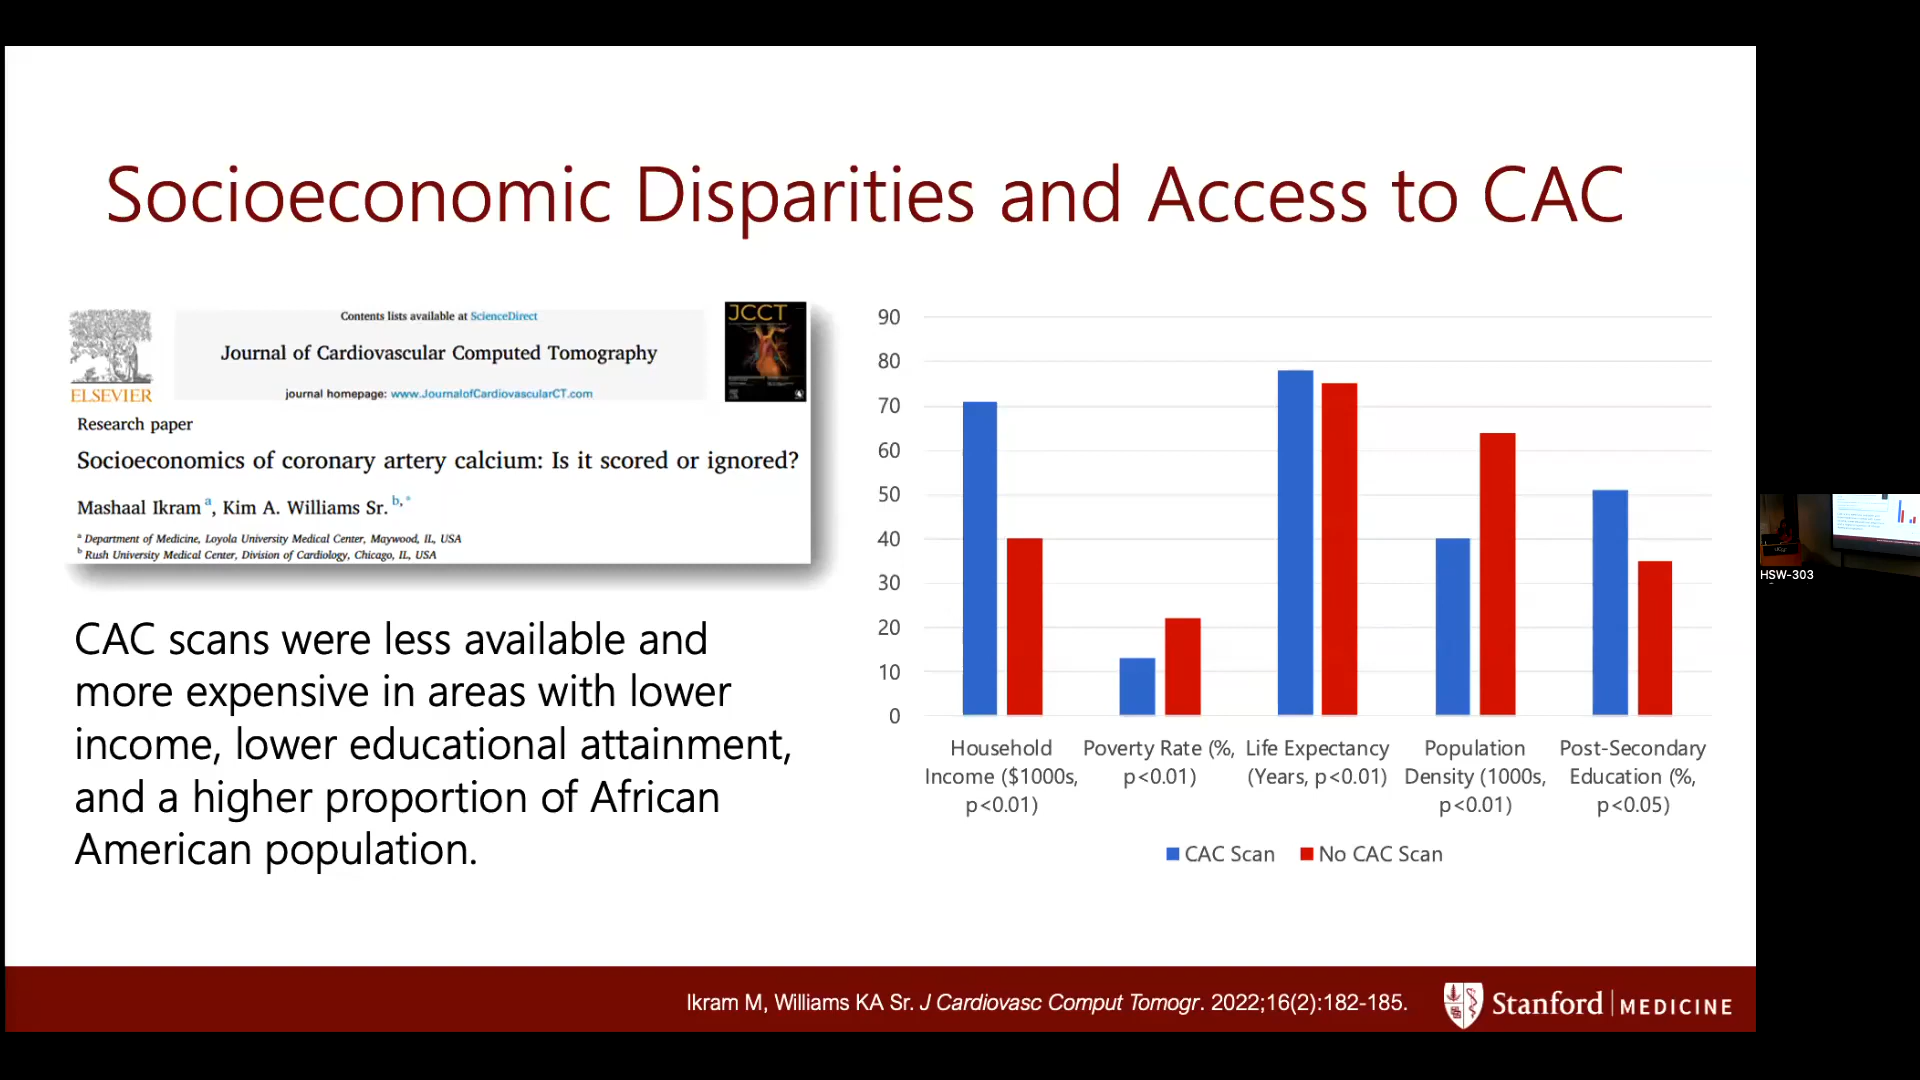 Socioeconomic Disparities and Access to CAC
ELSEVIER
Contents lists available at ScienceDirect
Journal of Cardiovascular Computed Tomography
journal homepage: www.JournalofCardiovascularCT.com
JCCT
Research paper
Socioeconomics of coronary artery calcium: Is it scored or ignored?
Mashaal Ikram a, Kim A. Williams Sr. b, *
a Department of Medicine, Loyola University Medical Center, Maywood, IL, USA
b Rush University Medical Center, Division of Cardiology, Chicago, IL, USA
CAC scans were less available and
more expensive in areas with lower
income, lower educational attainment,
and a higher proportion of African
American population.
90
80
70
60
50
40
30
20
10
0
Household
Income ($1000s,
p<0.01)
Poverty Rate (%,
p<0.01)
Life Expectancy
(Years, p<0.01)
Population
Density (1000s,
p<0.01)
Post-Secondary
Education (%,
p<0.05)
CAC Scan
No CAC Scan
Ikram M, Williams KA Sr. J Cardiovasc Comput Tomogr. 2022;16(2):182-185.
Stanford | MEDICINE
HSW-303